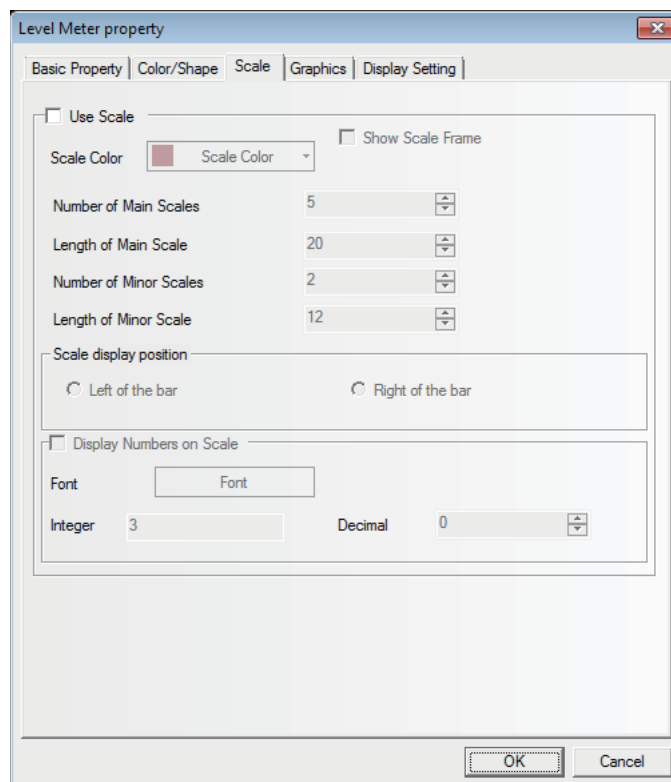 Level Meter property
Basic Property Color/Shape Scale Graphics Display Setting
Use Scale
Show Scale Frame
Scale Color Scale Color
Number of Main Scales 5
Length of Main Scale 20
Number of Minor Scales 2
Length of Minor Scale 12
Scale display position
Left of the bar Right of the bar
Display Numbers on Scale
Font Font
Integer 3 Decimal 0
OK Cancel